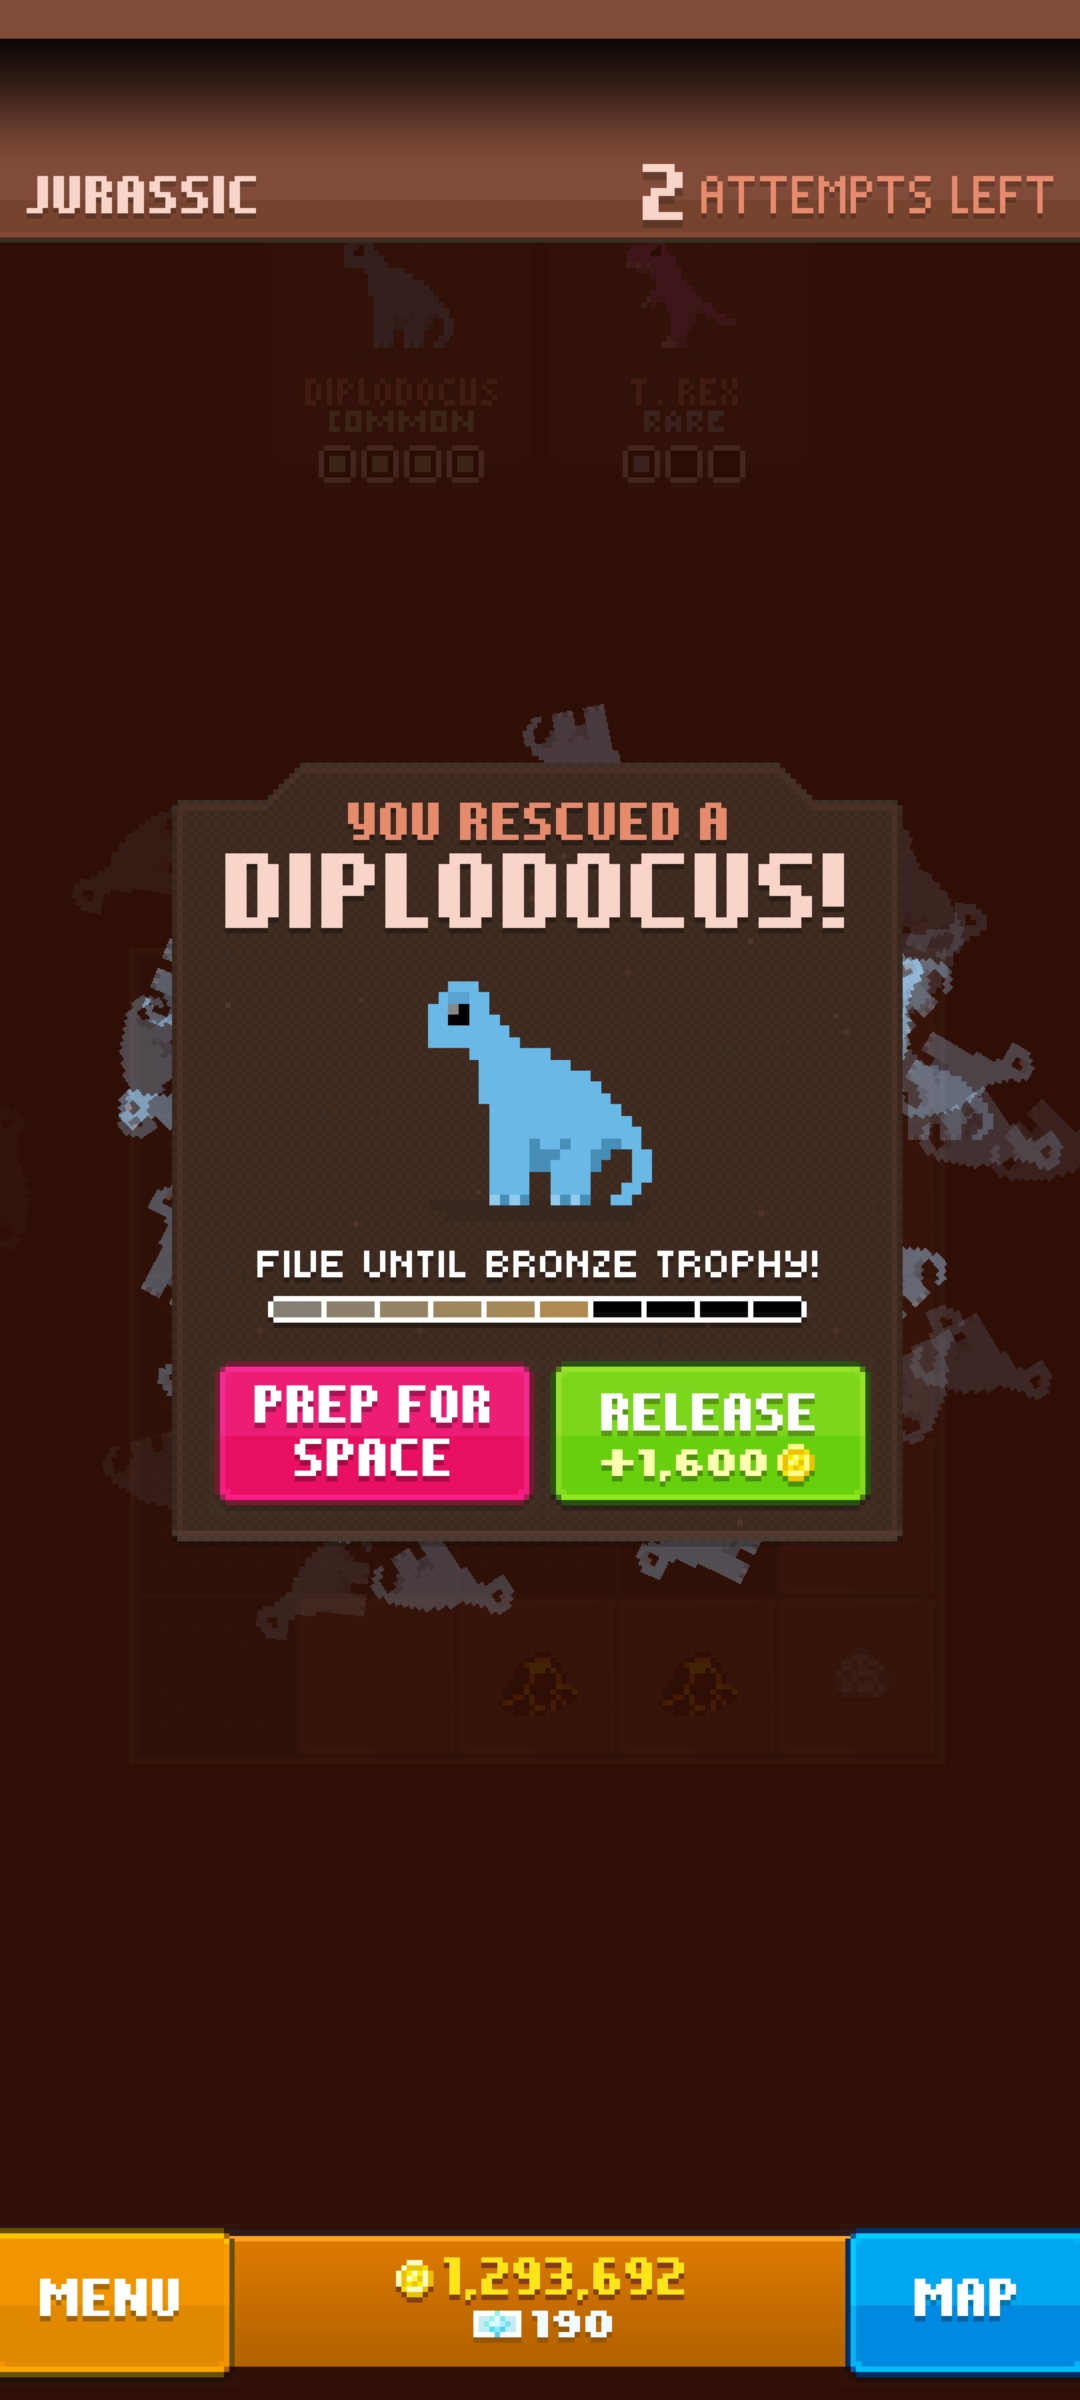 JURASSIC
2 ATTEMPTS LEFT
DIPLODOCUS
COMMON
T. REX
RARE
YOU RESCUED A
DIPLODOCUS!
FIVE UNTIL BRONZE TROPHY!
PREP FOR
SPACE
RELEASE
+1,600
MENU
1,293,692
190
MAP